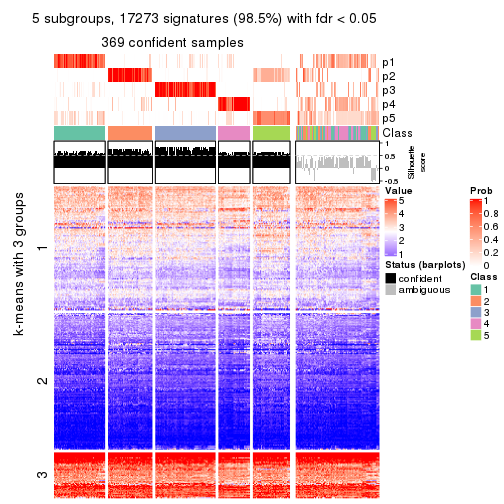 5 subgroups, 17273 signatures (98.5%) with fdr < 0.05
369 confident samples
p1
p2
p3
p4
p5
Class
1
0.5
0
-0.5
Silhouette
score
k-means with 3 groups
1
2
3
Value
5
4
3
2
1
Status (barplots)
confident
ambiguous
Prob
1
0.8
0.6
0.4
0.2
0
Class
1
2
3
4
5